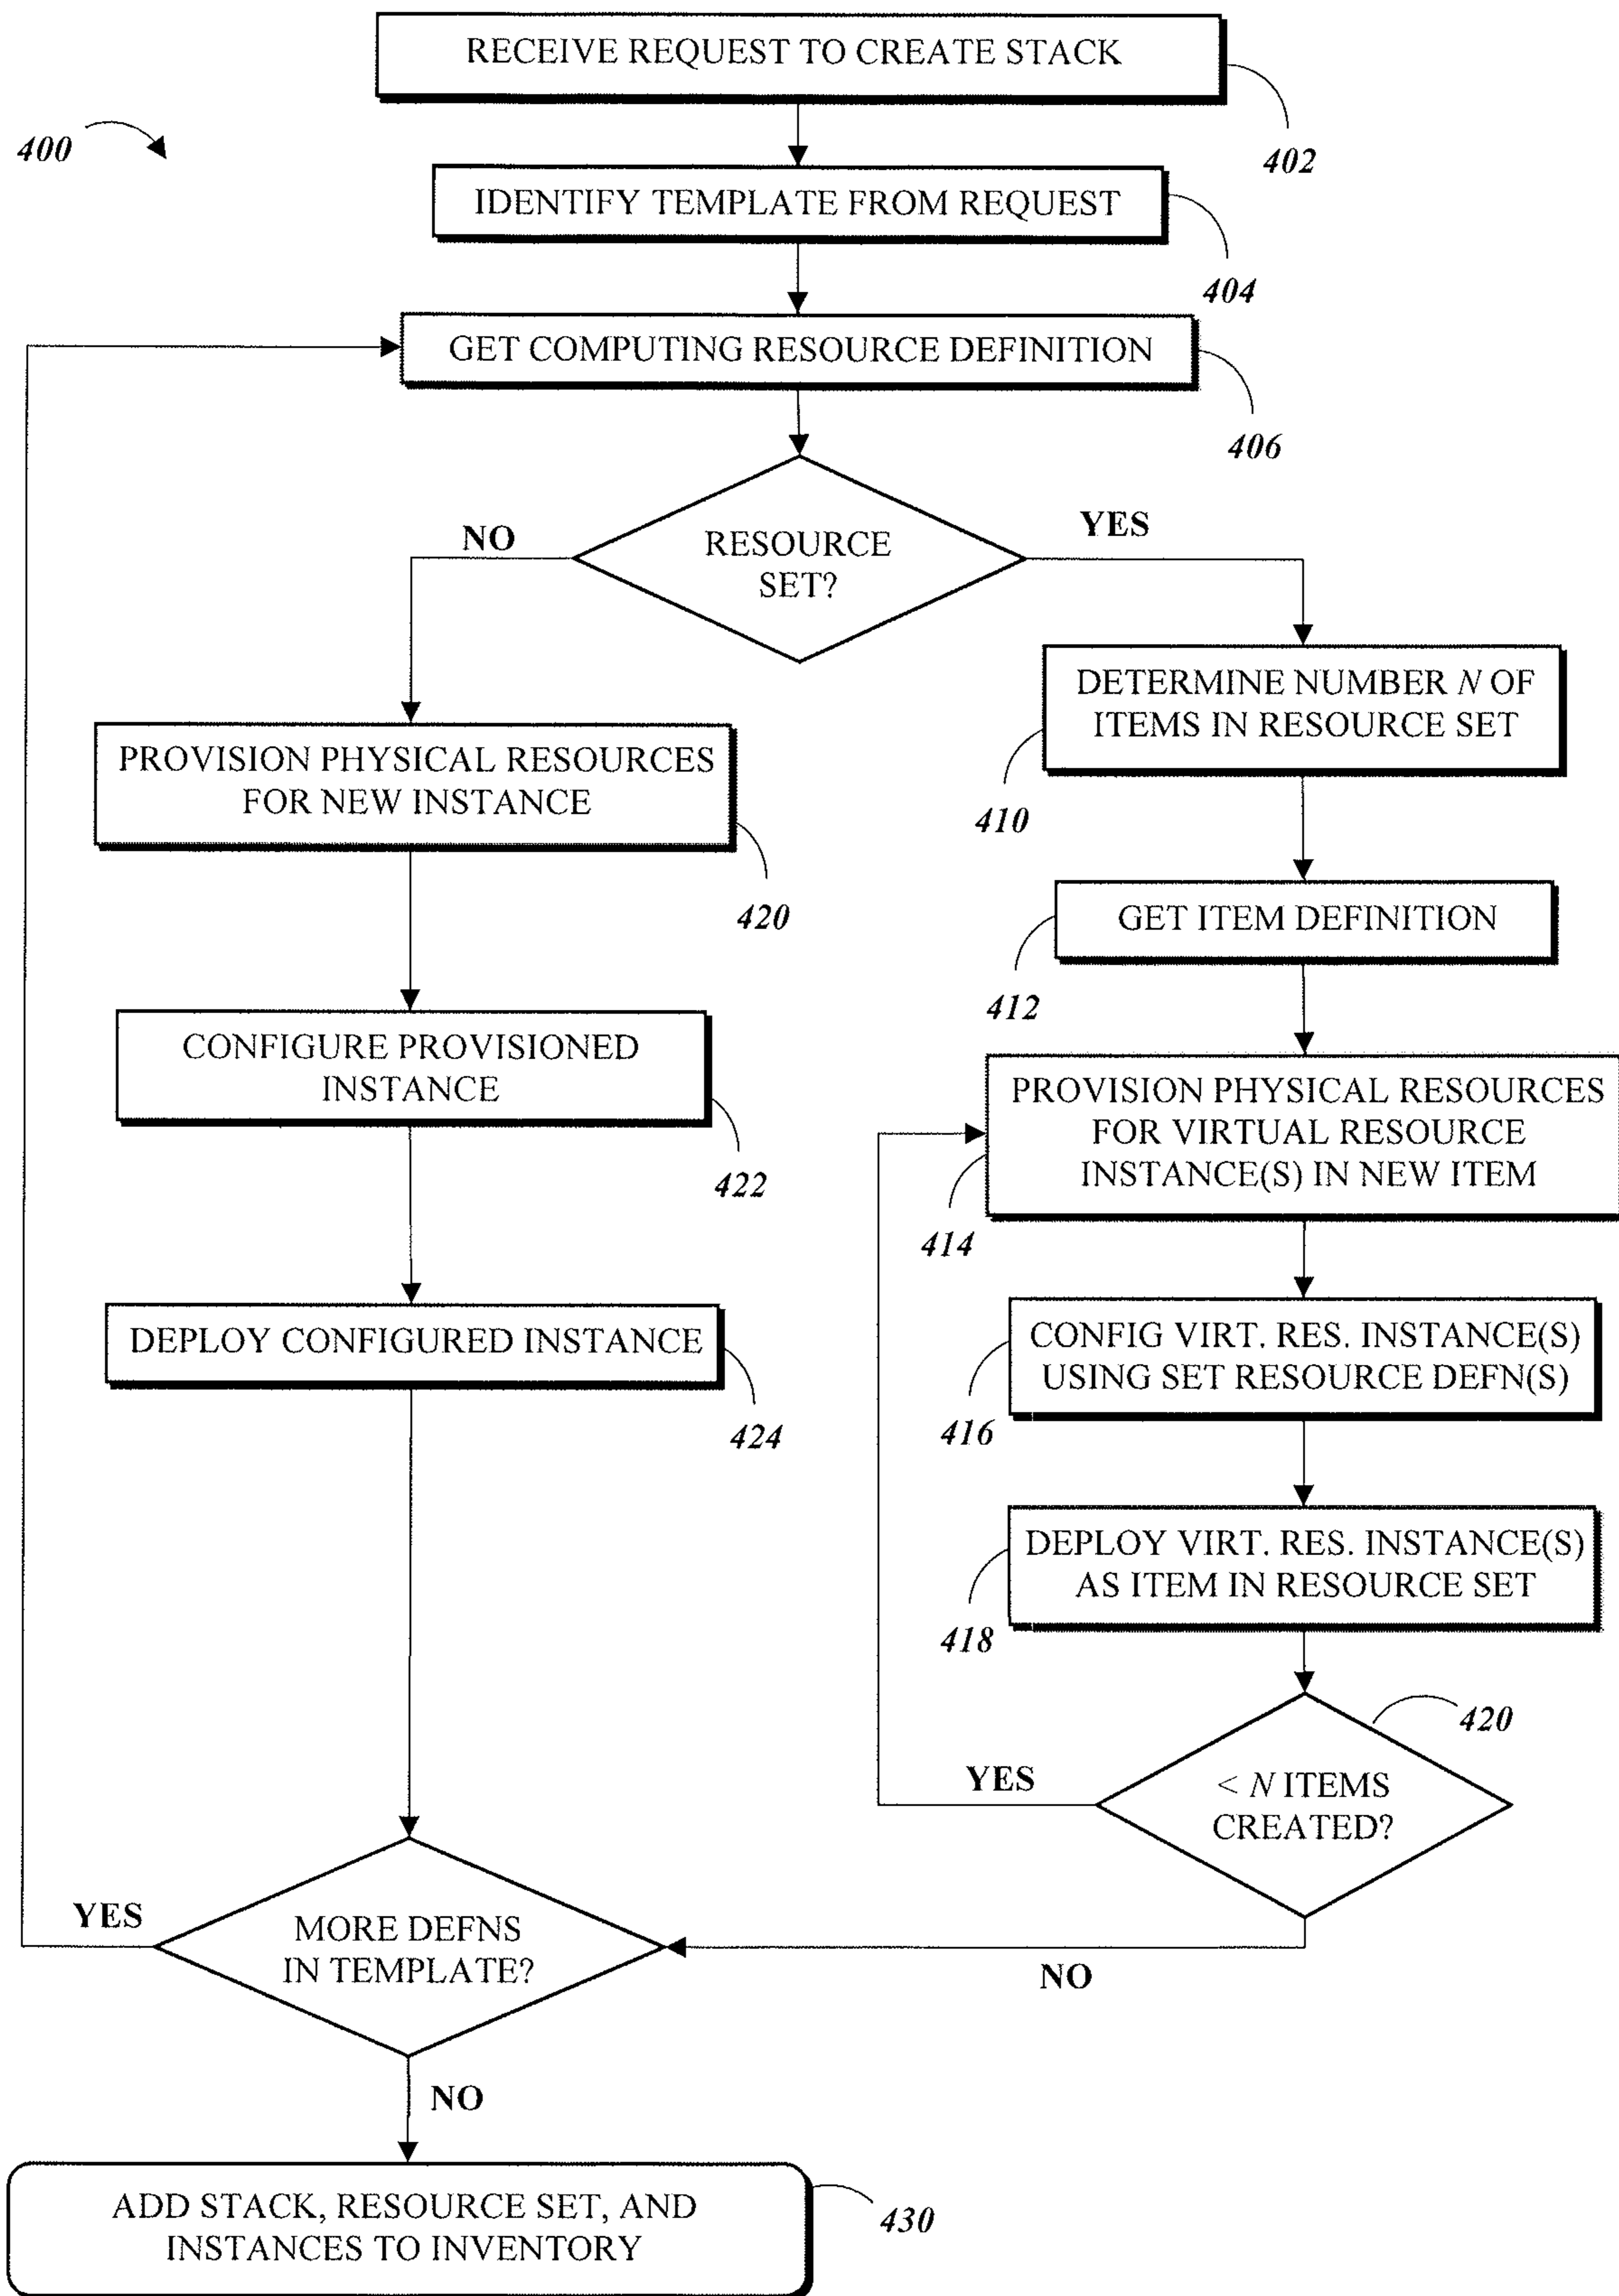 RECEIVE REQUEST TO CREATE STACK
400
402
IDENTIFY TEMPLATE FROM REQUEST
404
GET COMPUTING RESOURCE DEFINITION
406
RESOURCE
SET?
NO
YES
PROVISION PHYSICAL RESOURCES
FOR NEW INSTANCE
420
CONFIGURE PROVISIONED
INSTANCE
422
DEPLOY CONFIGURED INSTANCE
424
DETERMINE NUMBER N OF
ITEMS IN RESOURCE SET
410
GET ITEM DEFINITION
412
PROVISION PHYSICAL RESOURCES
FOR VIRTUAL RESOURCE
INSTANCE(S) IN NEW ITEM
414
CONFIG VIRT. RES. INSTANCE(S)
USING SET RESOURCE DEFN(S)
416
DEPLOY VIRT. RES. INSTANCE(S)
AS ITEM IN RESOURCE SET
418
420
YES
< N ITEMS
CREATED?
NO
YES
MORE DEFNS
IN TEMPLATE?
NO
ADD STACK, RESOURCE SET, AND
INSTANCES TO INVENTORY
430